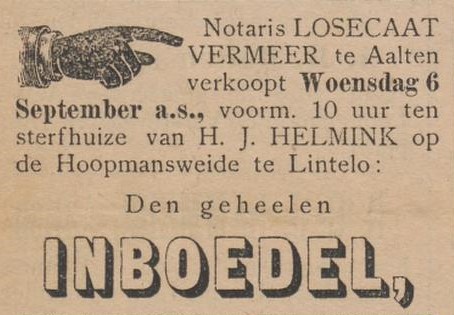 Notaris LOSECAAT
VERMEER te Aalten
verkoopt Woensdag 6
September a.s., voorm. 10 uur ten
sterfhuize van H. J. HELMINK op
de Hoopmansweide te Lintelo:
Den geheelen
INBOEDEL,